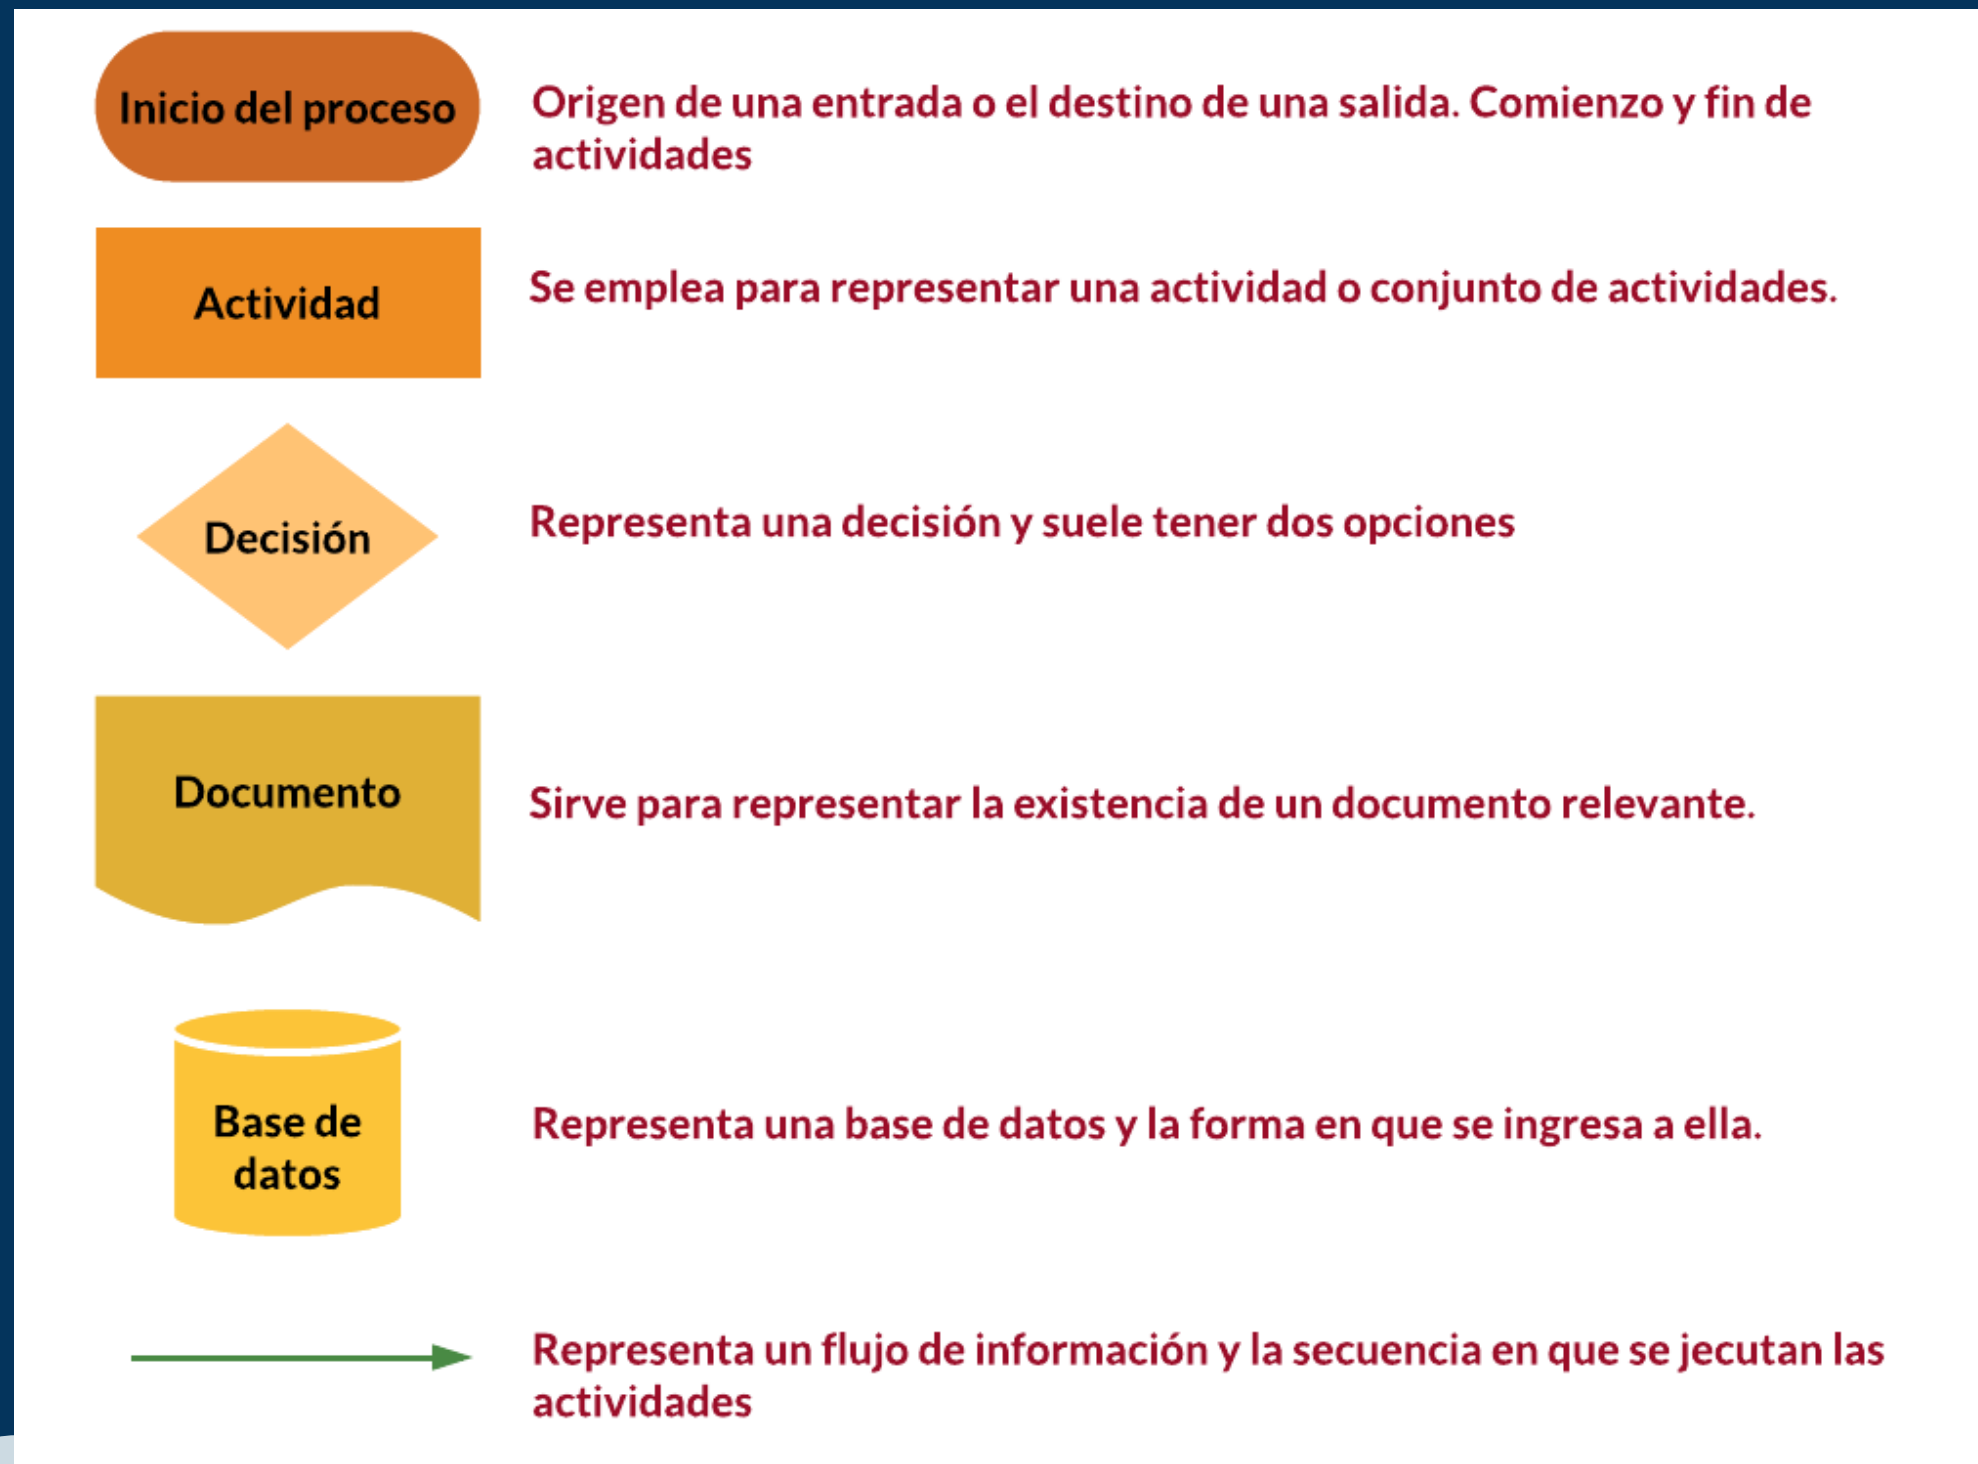 Inicio del proceso
Origen de una entrada o el destino de una salida. Comienzo y fin de
actividades
Actividad
Se emplea para representar una actividad o conjunto de actividades.
Decisión
Representa una decisión y suele tener dos opciones
Documento
Sirve para representar la existencia de un documento relevante.
Base de
datos
Representa una base de datos y la forma en que se ingresa a ella.
Representa un flujo de información y la secuencia en que se jecutan las
actividades